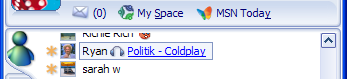 (0) My Space MSN Today
Richie Rich
Ryan Politik - Coldplay
sarah w